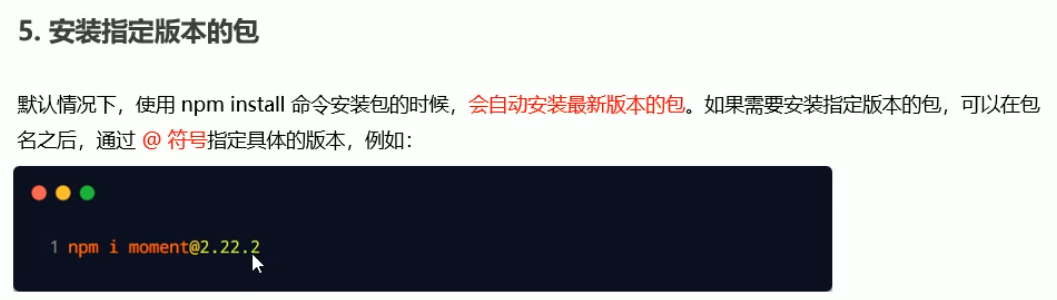 5. 安装指定版本的包
默认情况下，使用 npm install 命令安装包的时候，会自动安装最新版本的包。如果需要安装指定版本的包，可以在包
名之后，通过 @ 符号指定具体的版本，例如：
1 npm i moment@2.22.2